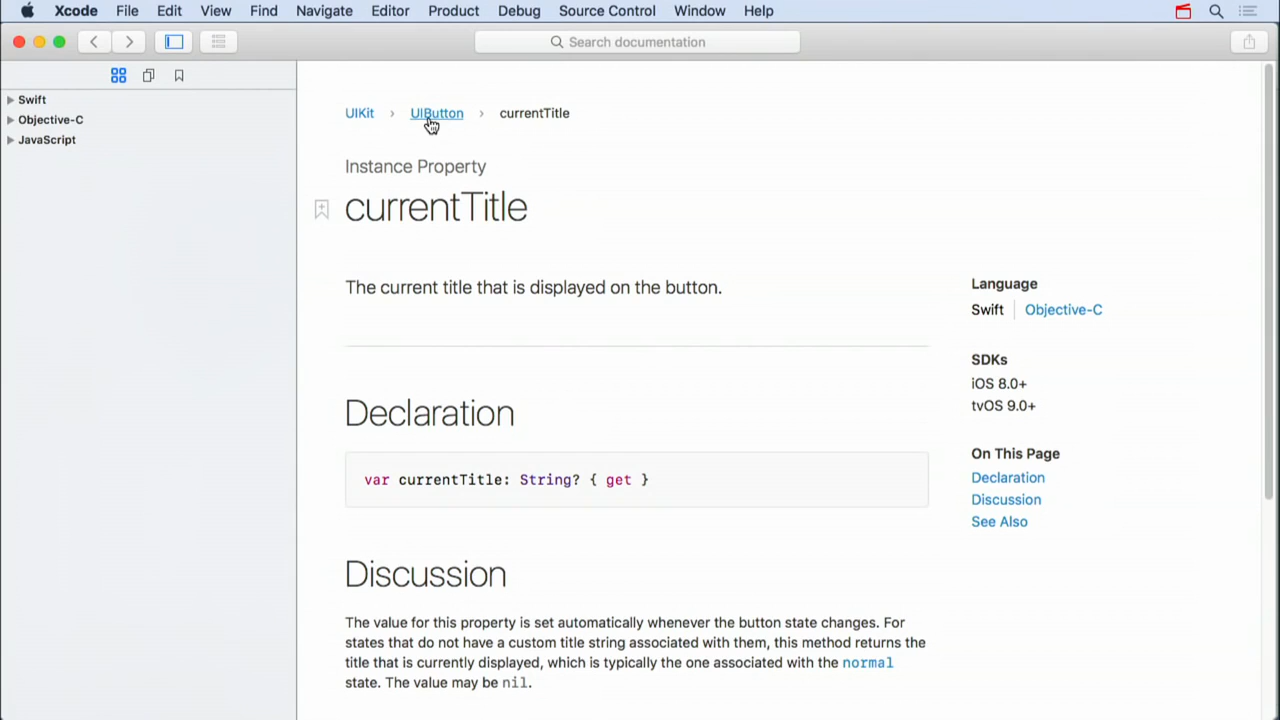 Xcode File Edit View Find Navigate Editor Product Debug Source Control Window Help
Search documentation
Swift
Objective-C
JavaScript
UIKit › UIButton › currentTitle
Instance Property
currentTitle
The current title that is displayed on the button.
Language
Swift Objective-C
SDKs
iOS 8.0+
tvOS 9.0+
On This Page
Declaration
Discussion
See Also
Declaration
var currentTitle: String? { get }
Discussion
The value for this property is set automatically whenever the button state changes. For
states that do not have a custom title string associated with them, this method returns the
title that is currently displayed, which is typically the one associated with the normal
state. The value may be nil.